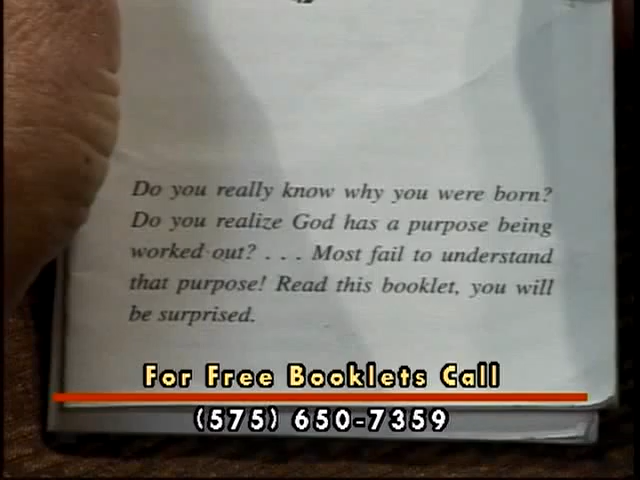 Do you really know why you were born?
Do you realize God has a purpose being
worked out? . . . Most fail to understand
that purpose! Read this booklet, you will
be surprised.
For Free Booklets Call
(575) 650-7359